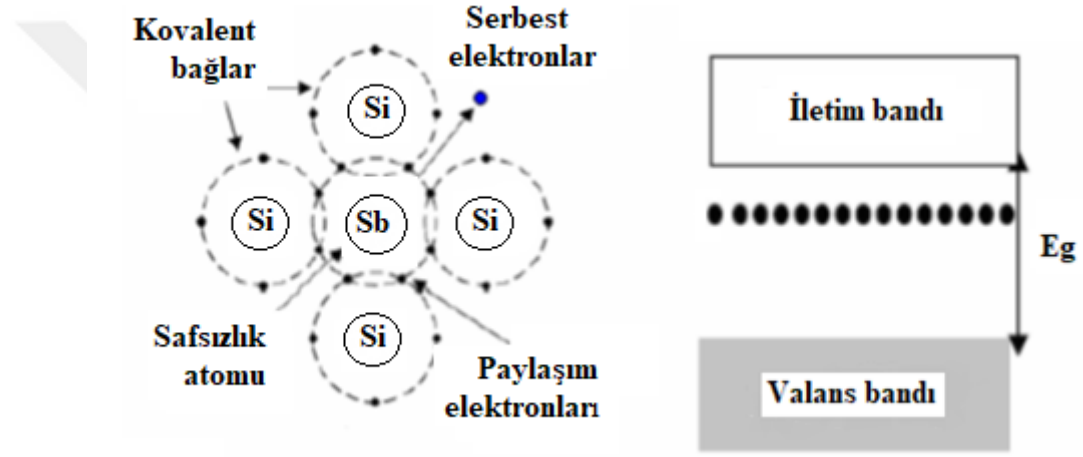 Kovalent
bağlar
Serbest
elektronlar
Si
Si
Sb
Si
Si
Safsızlık
atomu
Paylaşım
elektronları
İletim bandı
Eg
Valans bandı